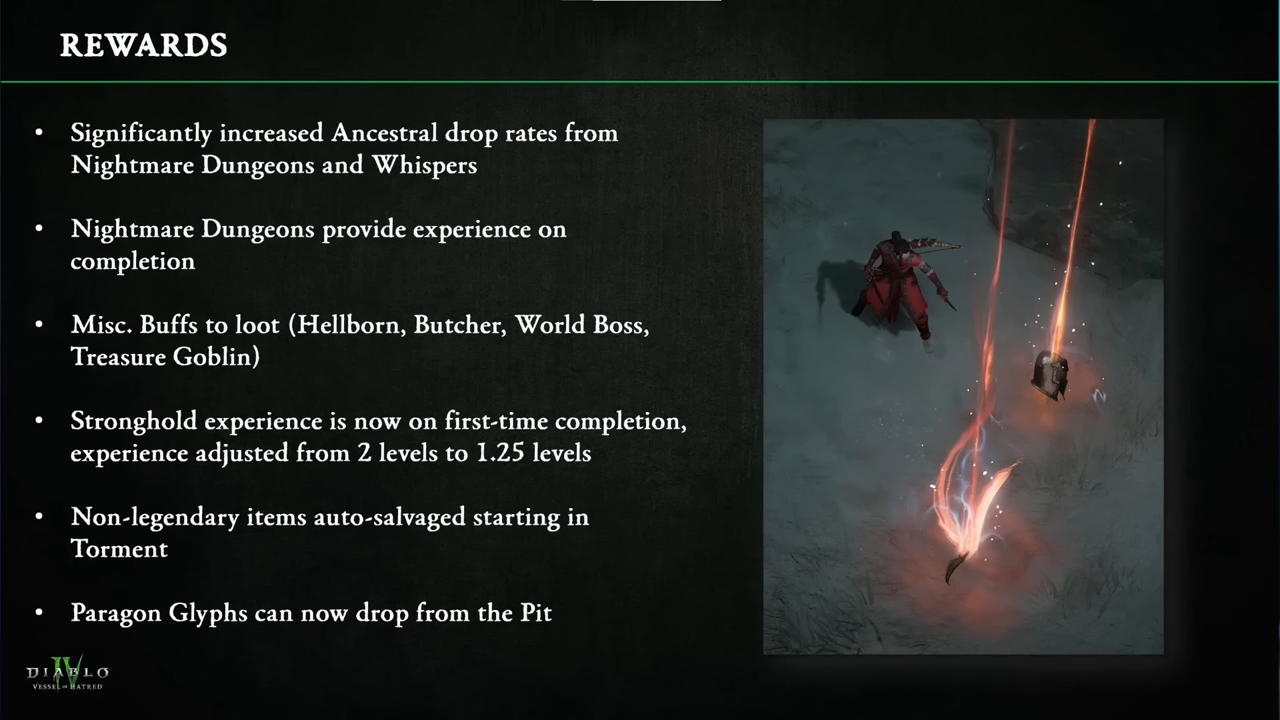 REWARDS
• Significantly increased Ancestral drop rates from
Nightmare Dungeons and Whispers
• Nightmare Dungeons provide experience on
completion
• Misc. Buffs to loot (Hellborn, Butcher, World Boss,
Treasure Goblin)
• Stronghold experience is now on first-time completion,
experience adjusted from 2 levels to 1.25 levels
• Non-legendary items auto-salvaged starting in
Torment
• Paragon Glyphs can now drop from the Pit
DIABLO IV
VESSEL OF HATRED